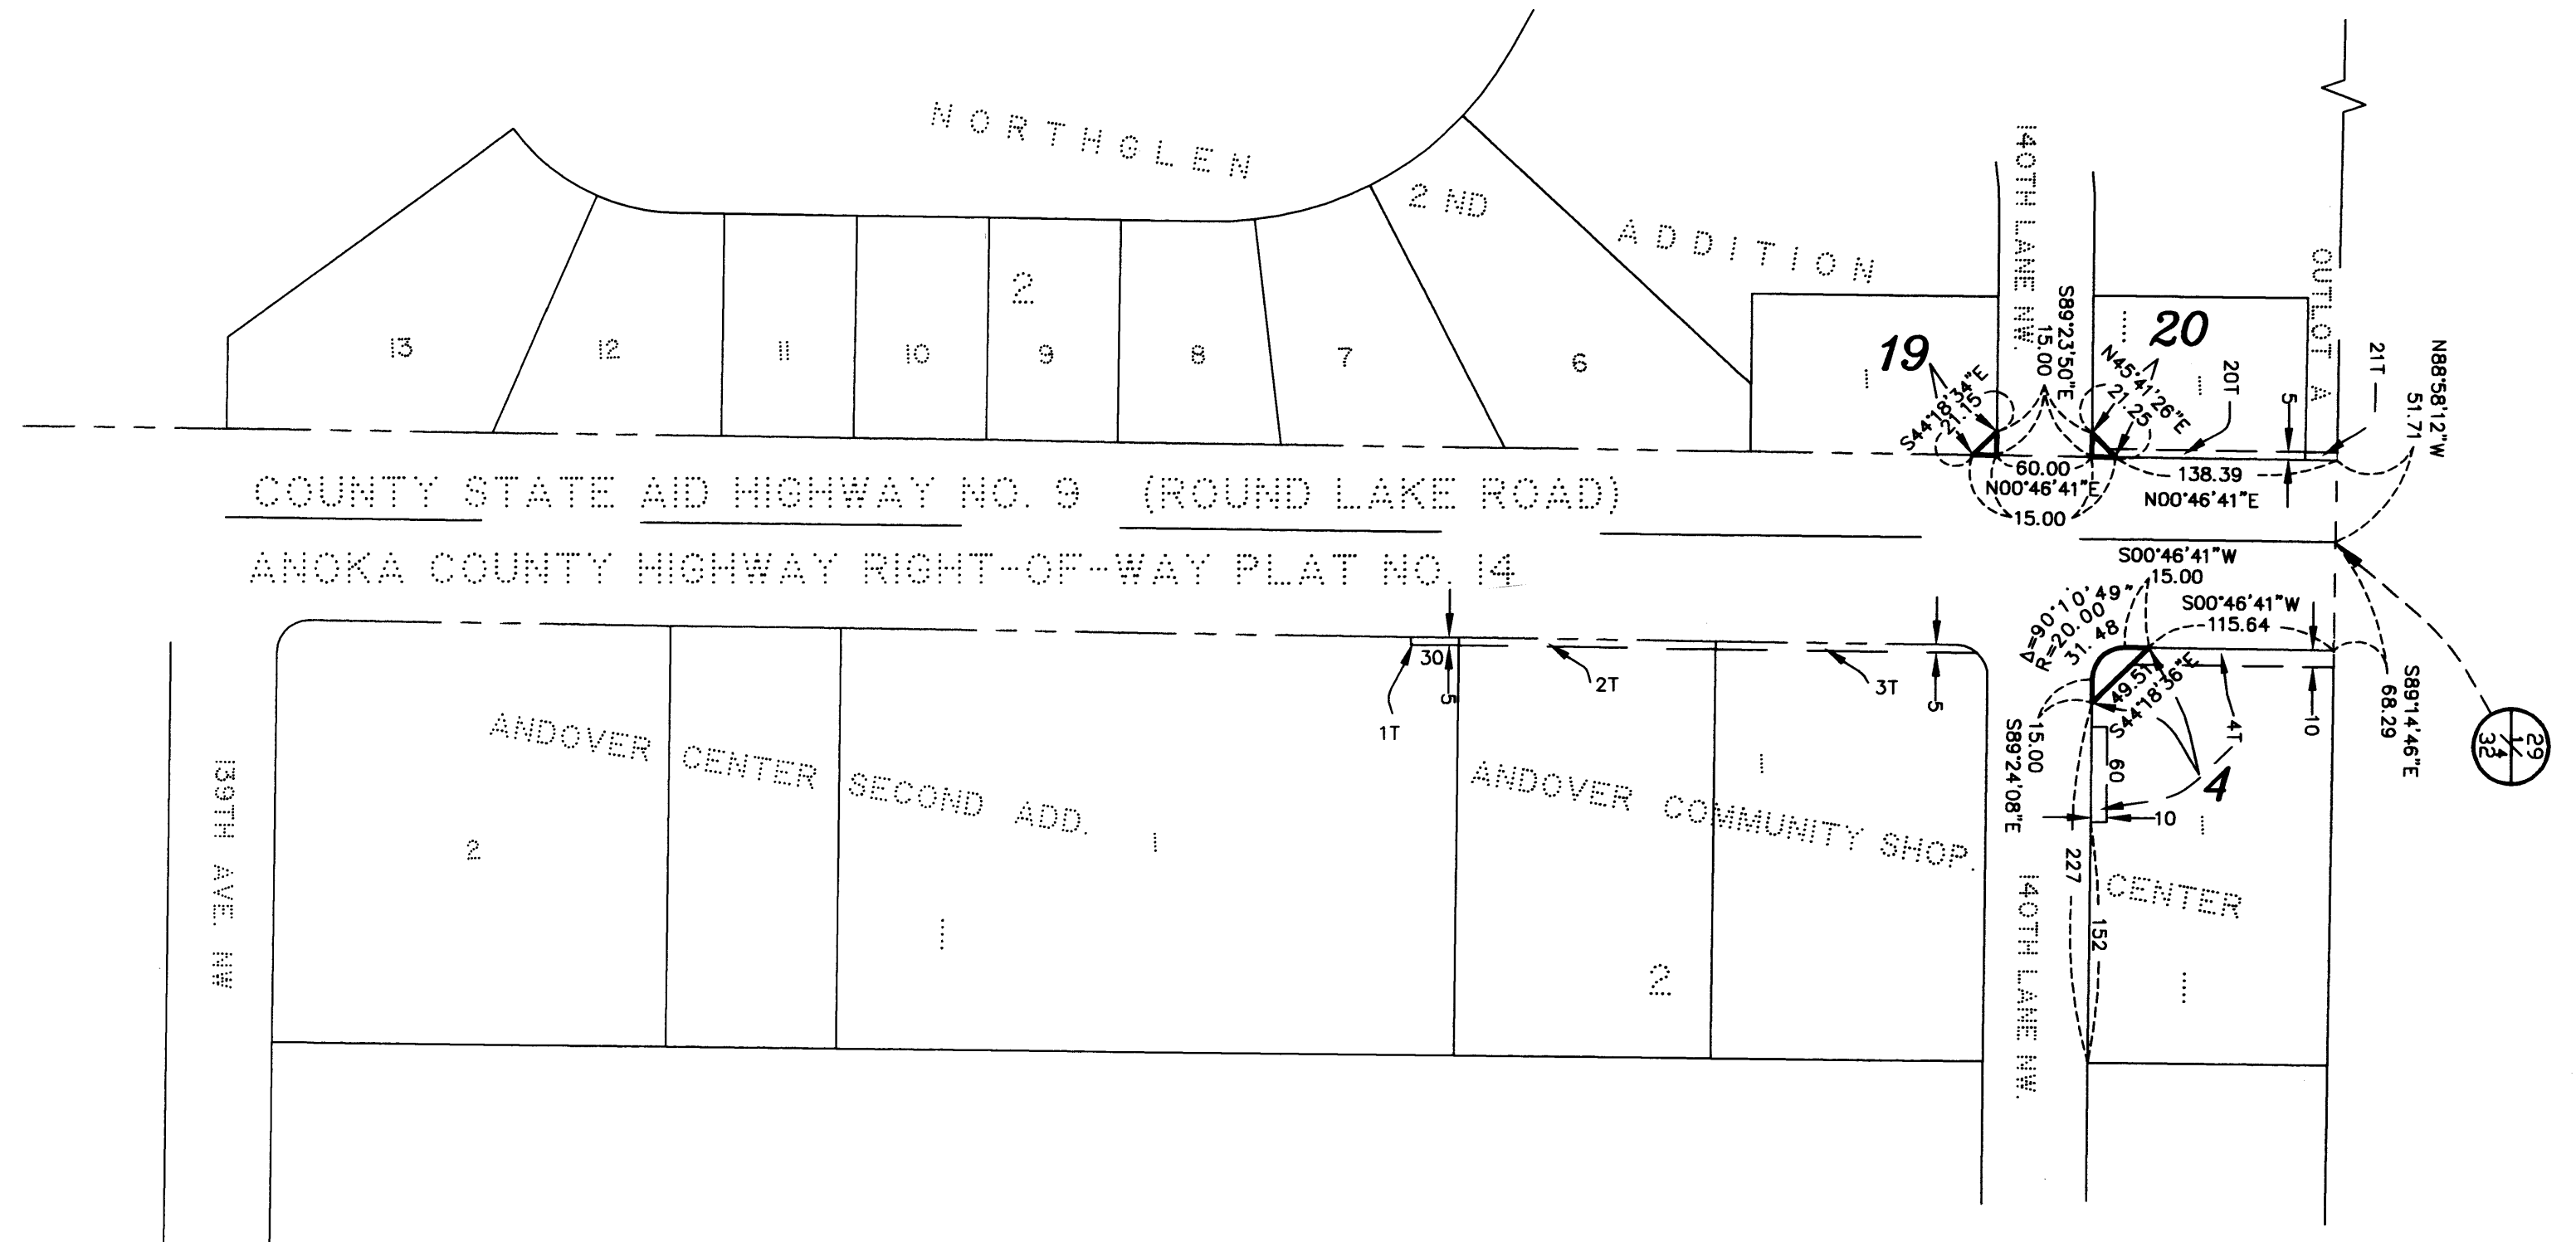 NORTHGLEN
2 ND
ADDITION
140TH LANE NW.
OUTLOT A
13
12
11
10
2
9
8
7
6
1
19
S44°18'34"E
21.15
S89°23'50"E
15.00
20
N45°41'26"E
21.25
1
20T
5
21T
N88°58'12"W
51.71
60.00
N00°46'41"E
15.00
138.39
N00°46'41"E
COUNTY STATE AID HIGHWAY NO. 9 (ROUND LAKE ROAD)
ANOKA COUNTY HIGHWAY RIGHT-OF-WAY PLAT NO. 14
S00°46'41"W
15.00
S00°46'41"W
115.64
Δ=90°10'49"
R=20.00
31.48
49.51
S44°18'36"E
S89°14'46"E
68.29
29
1/4
32
30
5
1T
2T
3T
5
4T
10
15.00
S89°24'08"E
60
10
4
227
152
139TH AVE. NW
ANDOVER CENTER SECOND ADD.
2
1
1
ANDOVER COMMUNITY SHOP.
1
2
140TH LANE NW.
CENTER
1
1